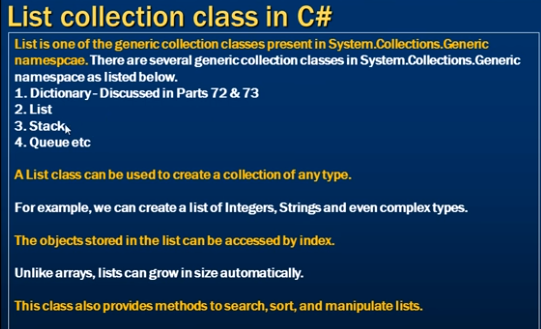 List collection class in C#
List is one of the generic collection classes present in System.Collections.Generic
namespcae. There are several generic collection classes in System.Collections.Generic
namespace as listed below.
1. Dictionary - Discussed in Parts 72 & 73
2. List
3. Stack
4. Queue etc
A List class can be used to create a collection of any type.
For example, we can create a list of Integers, Strings and even complex types.
The objects stored in the list can be accessed by index.
Unlike arrays, lists can grow in size automatically.
This class also provides methods to search, sort, and manipulate lists.